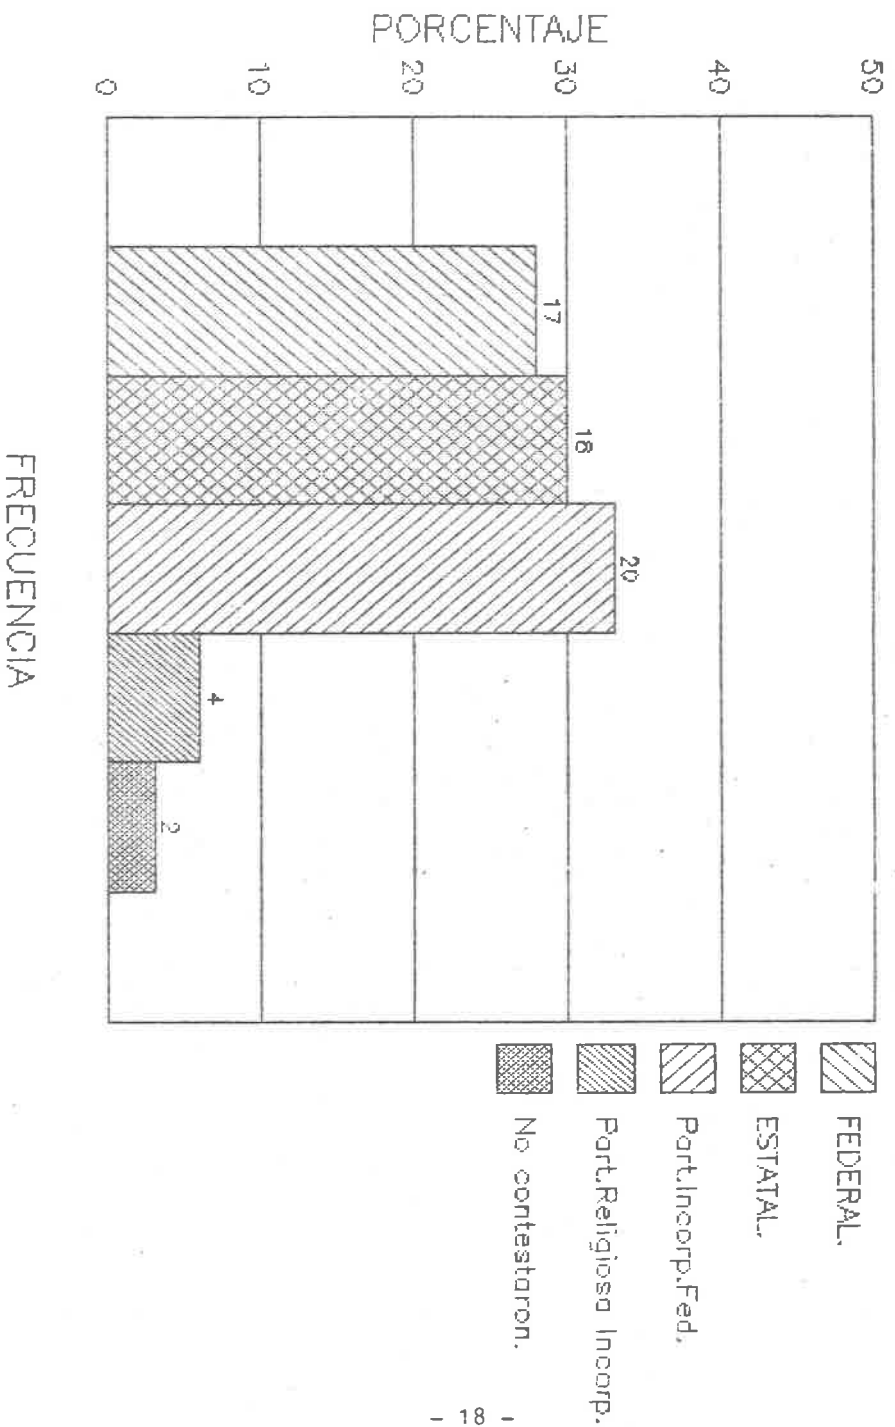 PORCENTAJE
50
40
30
20
10
0
17
18
20
4
2
FRECUENCIA
FEDERAL.
ESTATAL.
Part.Incorp.Fed.
Part.Religiosa Incorp.
No contestaron.
- 18 -